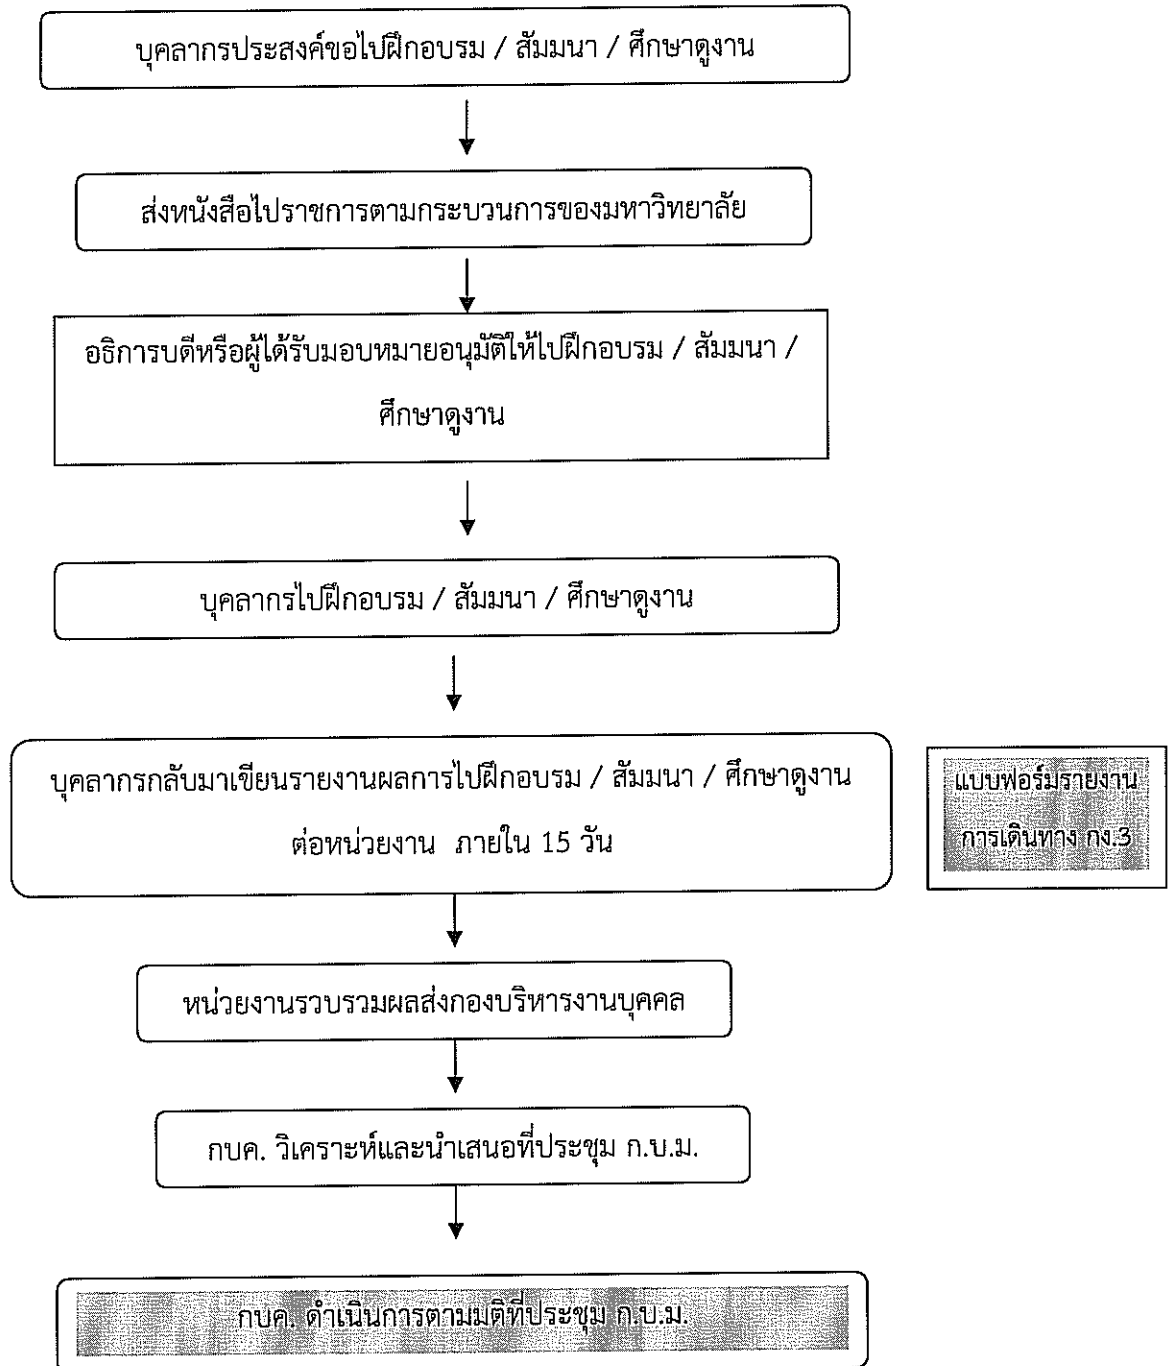 บุคลากรประสงค์ขอไปฝึกอบรม / สัมมนา / ศึกษาดูงาน
ส่งหนังสือไปราชการตามกระบวนการของมหาวิทยาลัย
อธิการบดีหรือผู้ได้รับมอบหมายอนุมัติให้ไปฝึกอบรม / สัมมนา /
ศึกษาดูงาน
บุคลากรไปฝึกอบรม / สัมมนา / ศึกษาดูงาน
บุคลากรกลับมาเขียนรายงานผลการไปฝึกอบรม / สัมมนา / ศึกษาดูงาน
ต่อหน่วยงาน ภายใน 15 วัน
แบบฟอร์มรายงาน
การเดินทาง กง.3
หน่วยงานรวบรวมผลส่งกองบริหารงานบุคคล
กบค. วิเคราะห์และนำเสนอที่ประชุม ก.บ.ม.
กบค. ดำเนินการตามมติที่ประชุม ก.บ.ม.